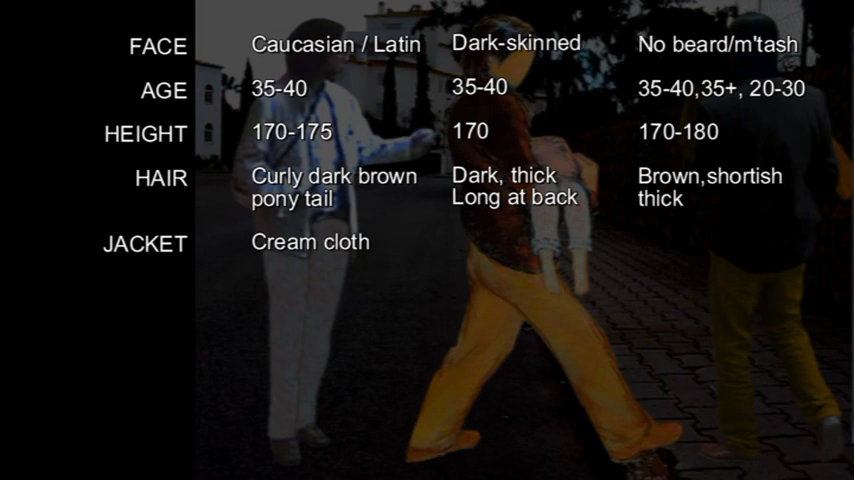 FACE Caucasian / Latin Dark-skinned No beard/m'tash
AGE 35-40 35-40 35-40,35+, 20-30
HEIGHT 170-175 170 170-180
HAIR Curly dark brown Dark, thick Brown,shortish
pony tail Long at back thick
JACKET Cream cloth